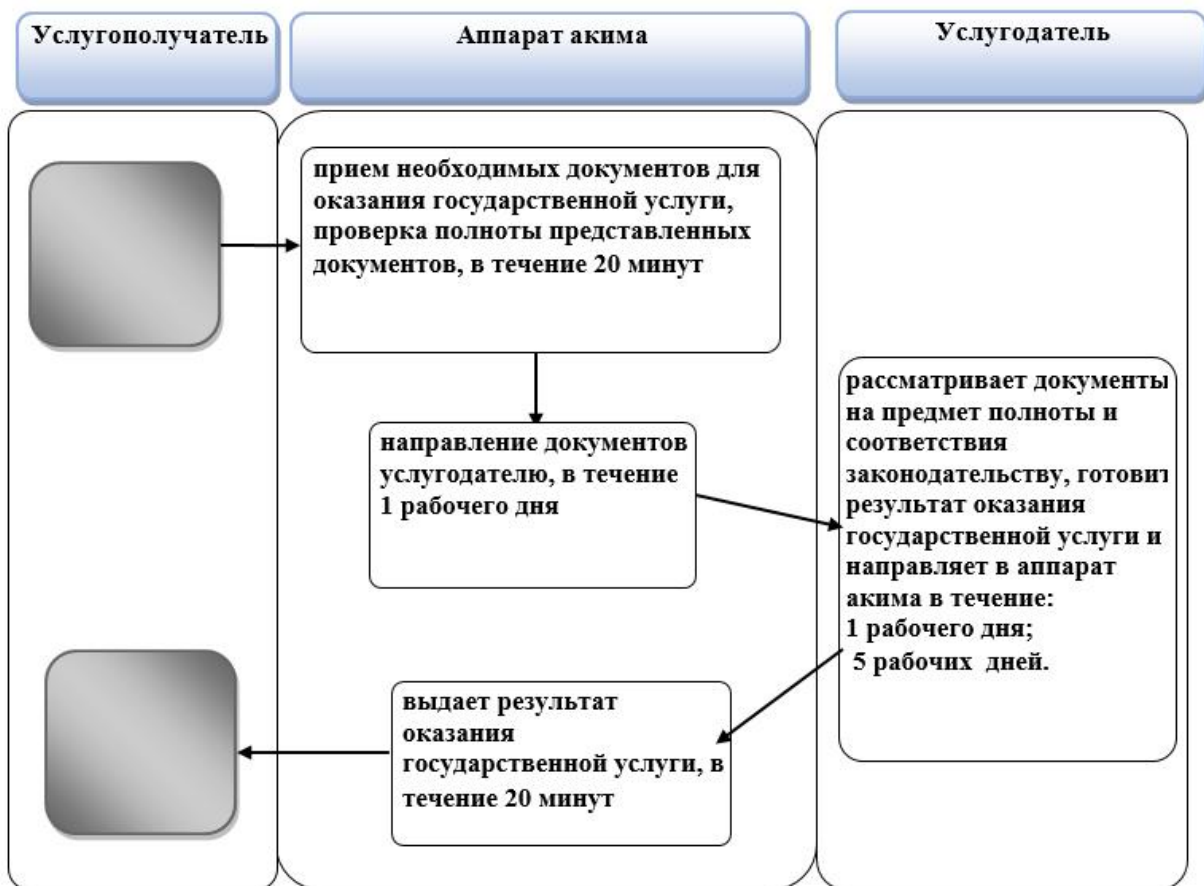 Услугополучатель
Аппарат акима
Услугодатель
прием необходимых документов для
оказания государственной услуги,
проверка полноты представленных
документов, в течение 20 минут
направление документов
услугодателю, в течение
1 рабочего дня
рассматривает документы
на предмет полноты и
соответствия
законодательству, готовит
результат оказания
государственной услуги и
направляет в аппарат
акима в течение:
1 рабочего дня;
5 рабочих дней.
выдает результат
оказания
государственной услуги, в
течение 20 минут